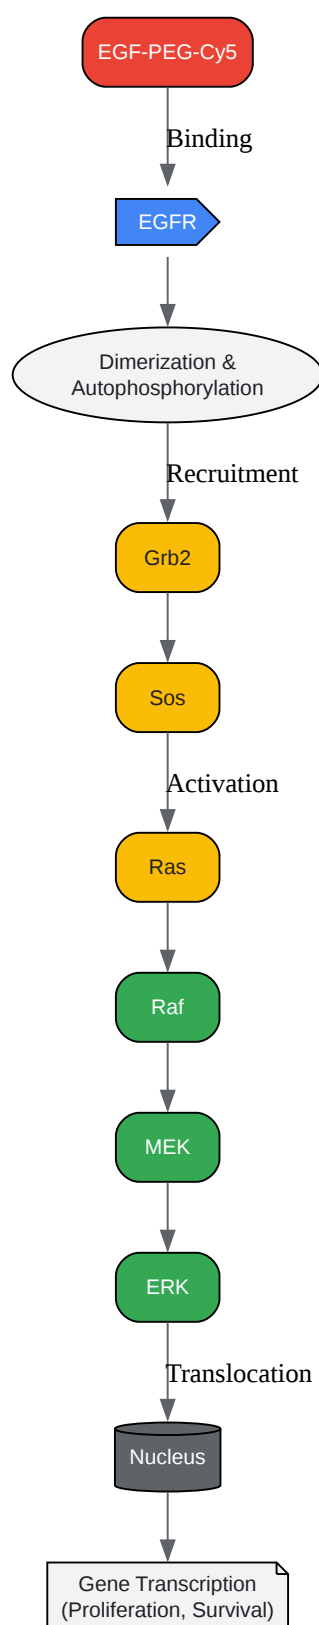 EGF-PEG-Cy5
Binding
EGFR
Dimerization &
Autophosphorylation
Recruitment
Grb2
Sos
Activation
Ras
Raf
MEK
ERK
Translocation
Nucleus
Gene Transcription
(Proliferation, Survival)